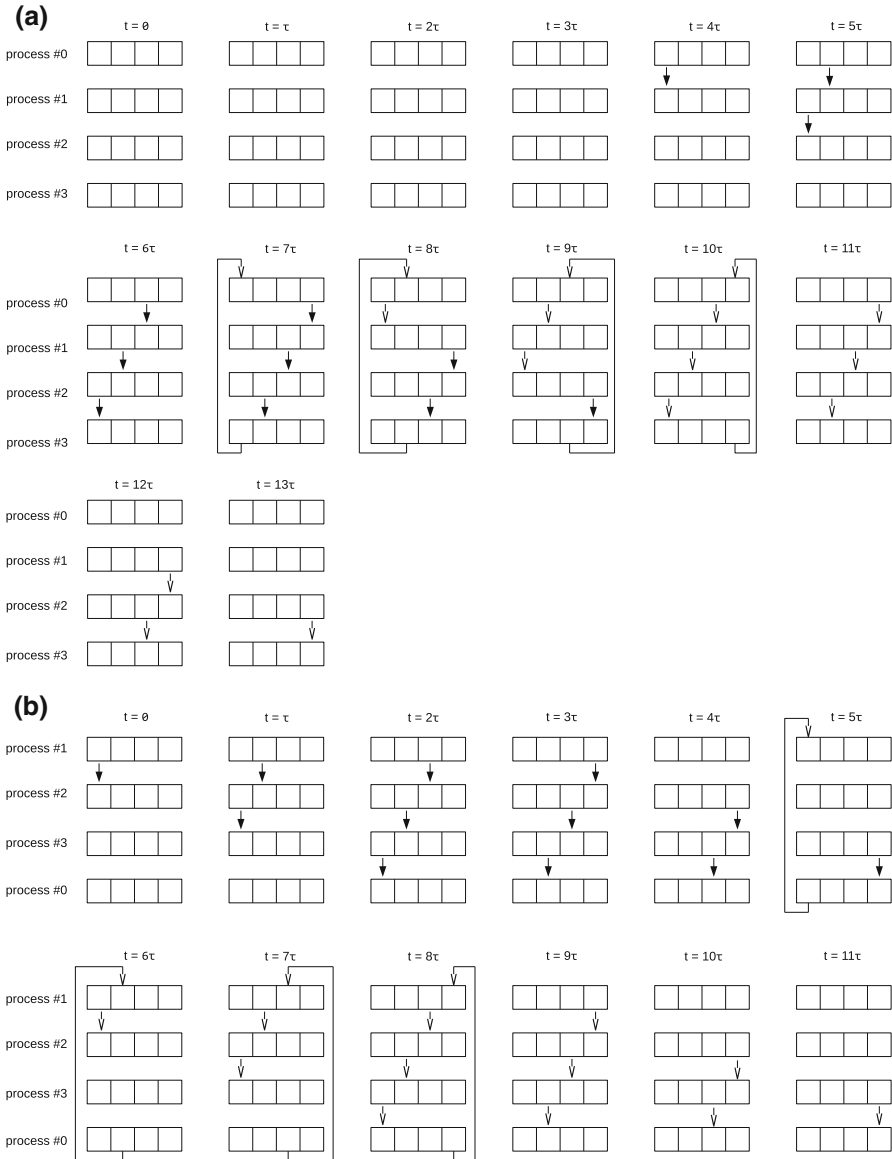 (a)
t = 0 t = τ t = 2τ t = 3τ t = 4τ t = 5τ
process #0
process #1
process #2
process #3
t = 6τ t = 7τ t = 8τ t = 9τ t = 10τ t = 11τ
process #0
process #1
process #2
process #3
t = 12τ t = 13τ
process #0
process #1
process #2
process #3
(b)
t = 0 t = τ t = 2τ t = 3τ t = 4τ t = 5τ
process #1
process #2
process #3
process #0
t = 6τ t = 7τ t = 8τ t = 9τ t = 10τ t = 11τ
process #1
process #2
process #3
process #0